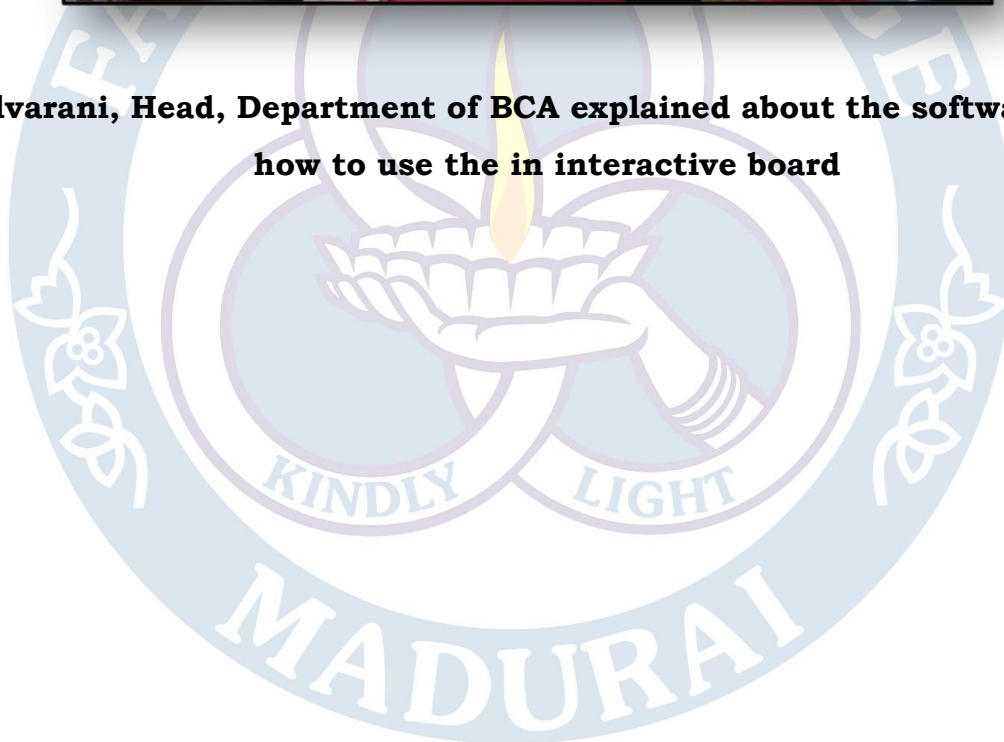 lvarani, Head, Department of BCA explained about the softwa
how to use the in interactive board
KINDLY LIGHT
MADURAI